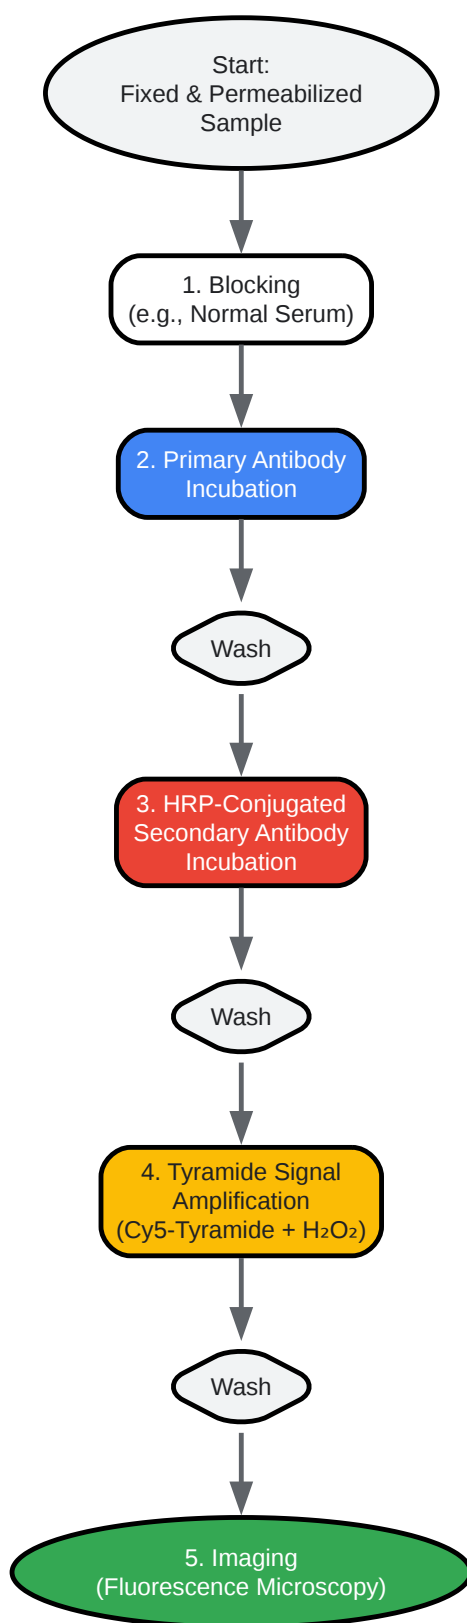 Start:
Fixed & Permeabilized
Sample
1. Blocking
(e.g., Normal Serum)
2. Primary Antibody
Incubation
Wash
3. HRP-Conjugated
Secondary Antibody
Incubation
Wash
4. Tyramide Signal
Amplification
(Cy5-Tyramide + H₂O₂)
Wash
5. Imaging
(Fluorescence Microscopy)